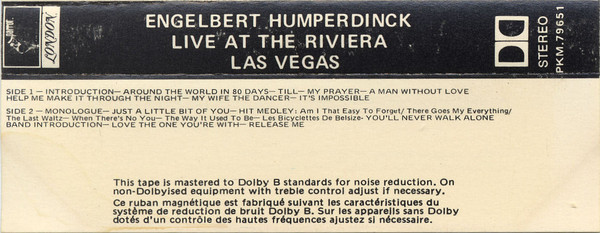 LONDON
ENGELBERT HUMPERDINCK
LIVE AT THE RIVIERA
LAS VEGAS
STEREO
PKM.79651
SIDE 1 — INTRODUCTION— AROUND THE WORLD IN 80 DAYS— TILL— MY PRAYER— A MAN WITHOUT LOVE
HELP ME MAKE IT THROUGH THE NIGHT— MY WIFE THE DANCER— IT'S IMPOSSIBLE
SIDE 2 — MONOLOGUE— JUST A LITTLE BIT OF YOU— HIT MEDLEY: Am I That Easy To Forgut/ There Goes My Everything/
The Last Waltz— When There's No You— The Way It Used To Be— Les Bicyclettes De Belsize- YOU'LL NEVER WALK ALONE
BAND INTRODUCTION— LOVE THE ONE YOU'RE WITH— RELEASE ME
This tape is mastered to Dolby B standards for noise reduction. On
non-Dolbyised equipment with treble control adjust if necessary.
Ce ruban magnétique est fabriqué suivant les caractéristiques du
système de reduction de bruit Dolby B. Sur les appareils sans Dolby
dotés d'un contrôle des hautes fréquences ajustez si nécessaire.